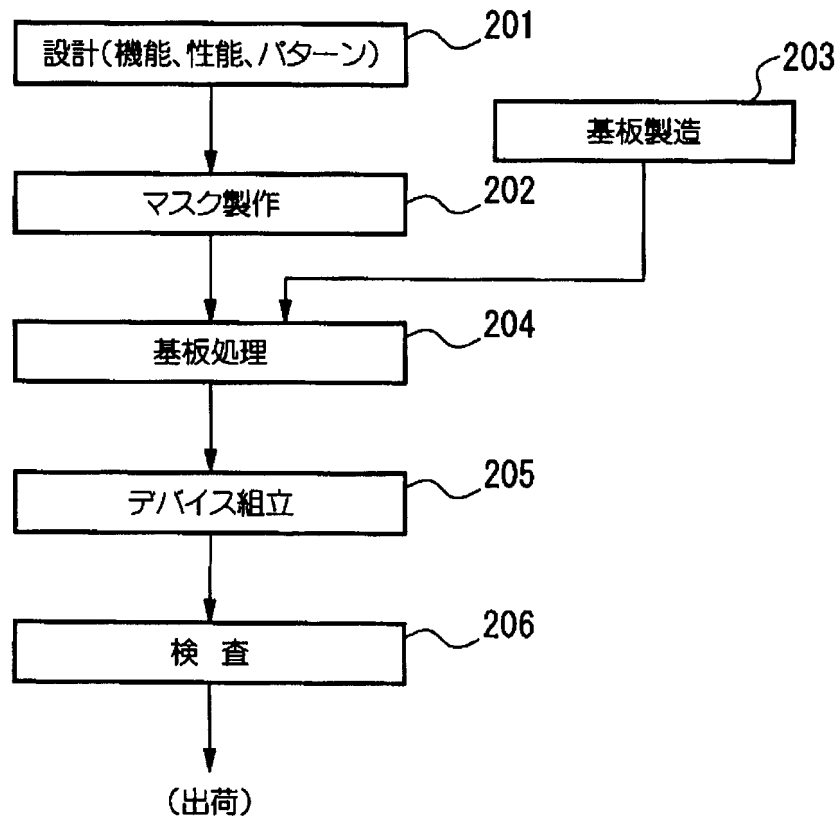 設計(機能、性能、パターン)
201
203
基板製造
マスク製作
202
204
基板処理
205
デバイス組立
206
検 査
(出荷)